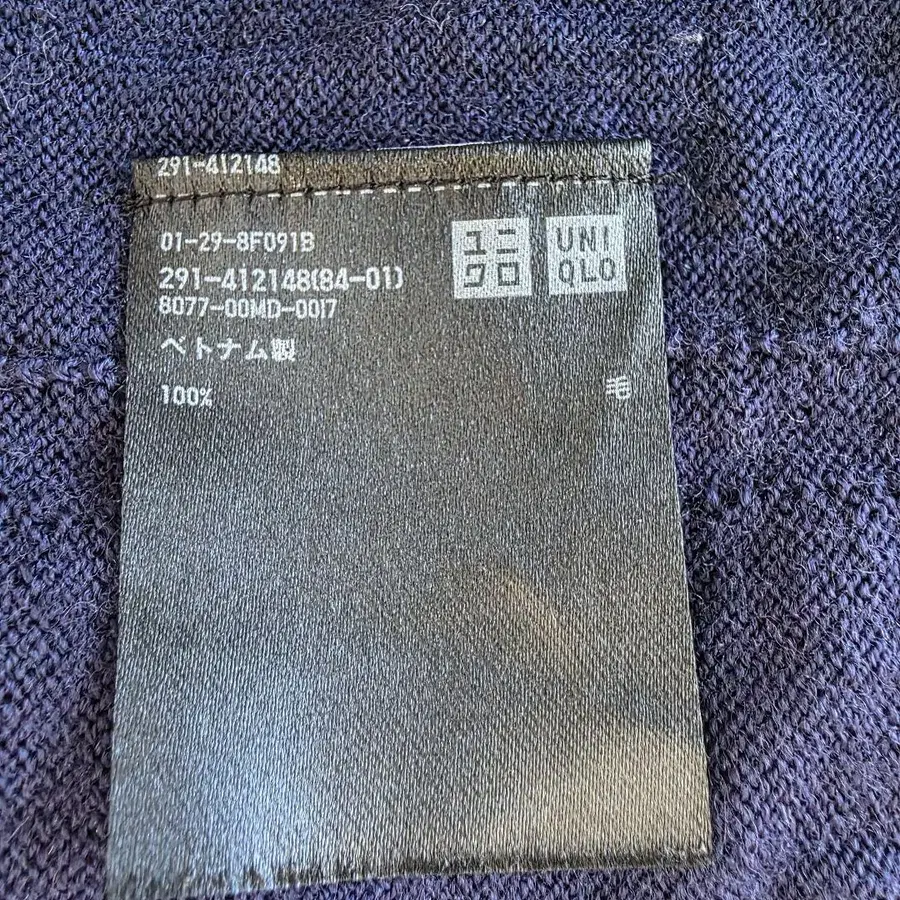 291-412148
01-29-8F091B
291-412148(84-01)
8077-00MD-0017
ベトナム製
100% 毛
ユニ
クロ
UNI
QLO